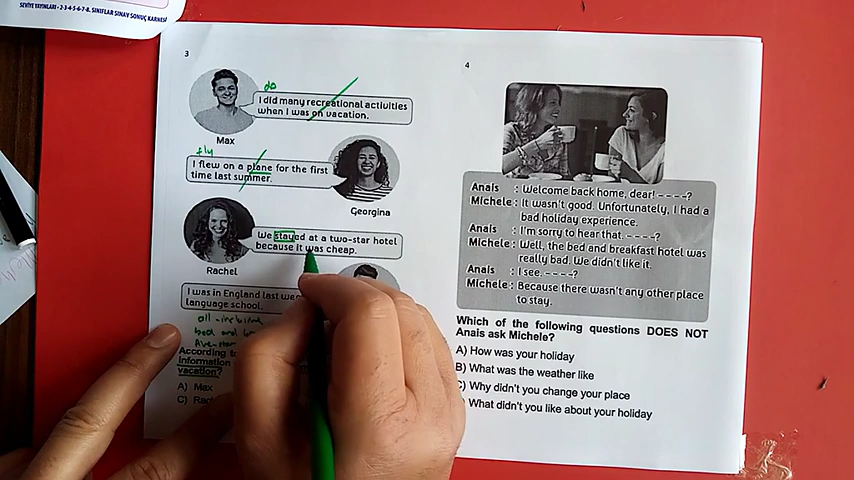 SEVİYE YAYINLARI - 2-3-4-5-6-7-8. SINIFLAR SINAV SONUÇ KARNESİ
3
do
I did many recreational activities
when I was on vacation.
Max
fly
I flew on a plane for the first
time last summer.
Georgina
We stayed at a two-star hotel
because it was cheap.
Rachel
I was in England last
language school.
bed and
According to
information
vacation?
A) Max
C)
4
Anais : Welcome back home, dear! ----?
Michele : It wasn't good. Unfortunately, I had a
bad holiday experience.
Anais : I'm sorry to hear that. ----?
Michele : Well, the bed and breakfast hotel was
really bad. We didn't like it.
Anais : I see. ----?
Michele : Because there wasn't any other place
to stay.
Which of the following questions DOES NOT
Anais ask Michele?
A) How was your holiday
B) What was the weather like
C) Why didn't you change your place
What didn't you like about your holiday